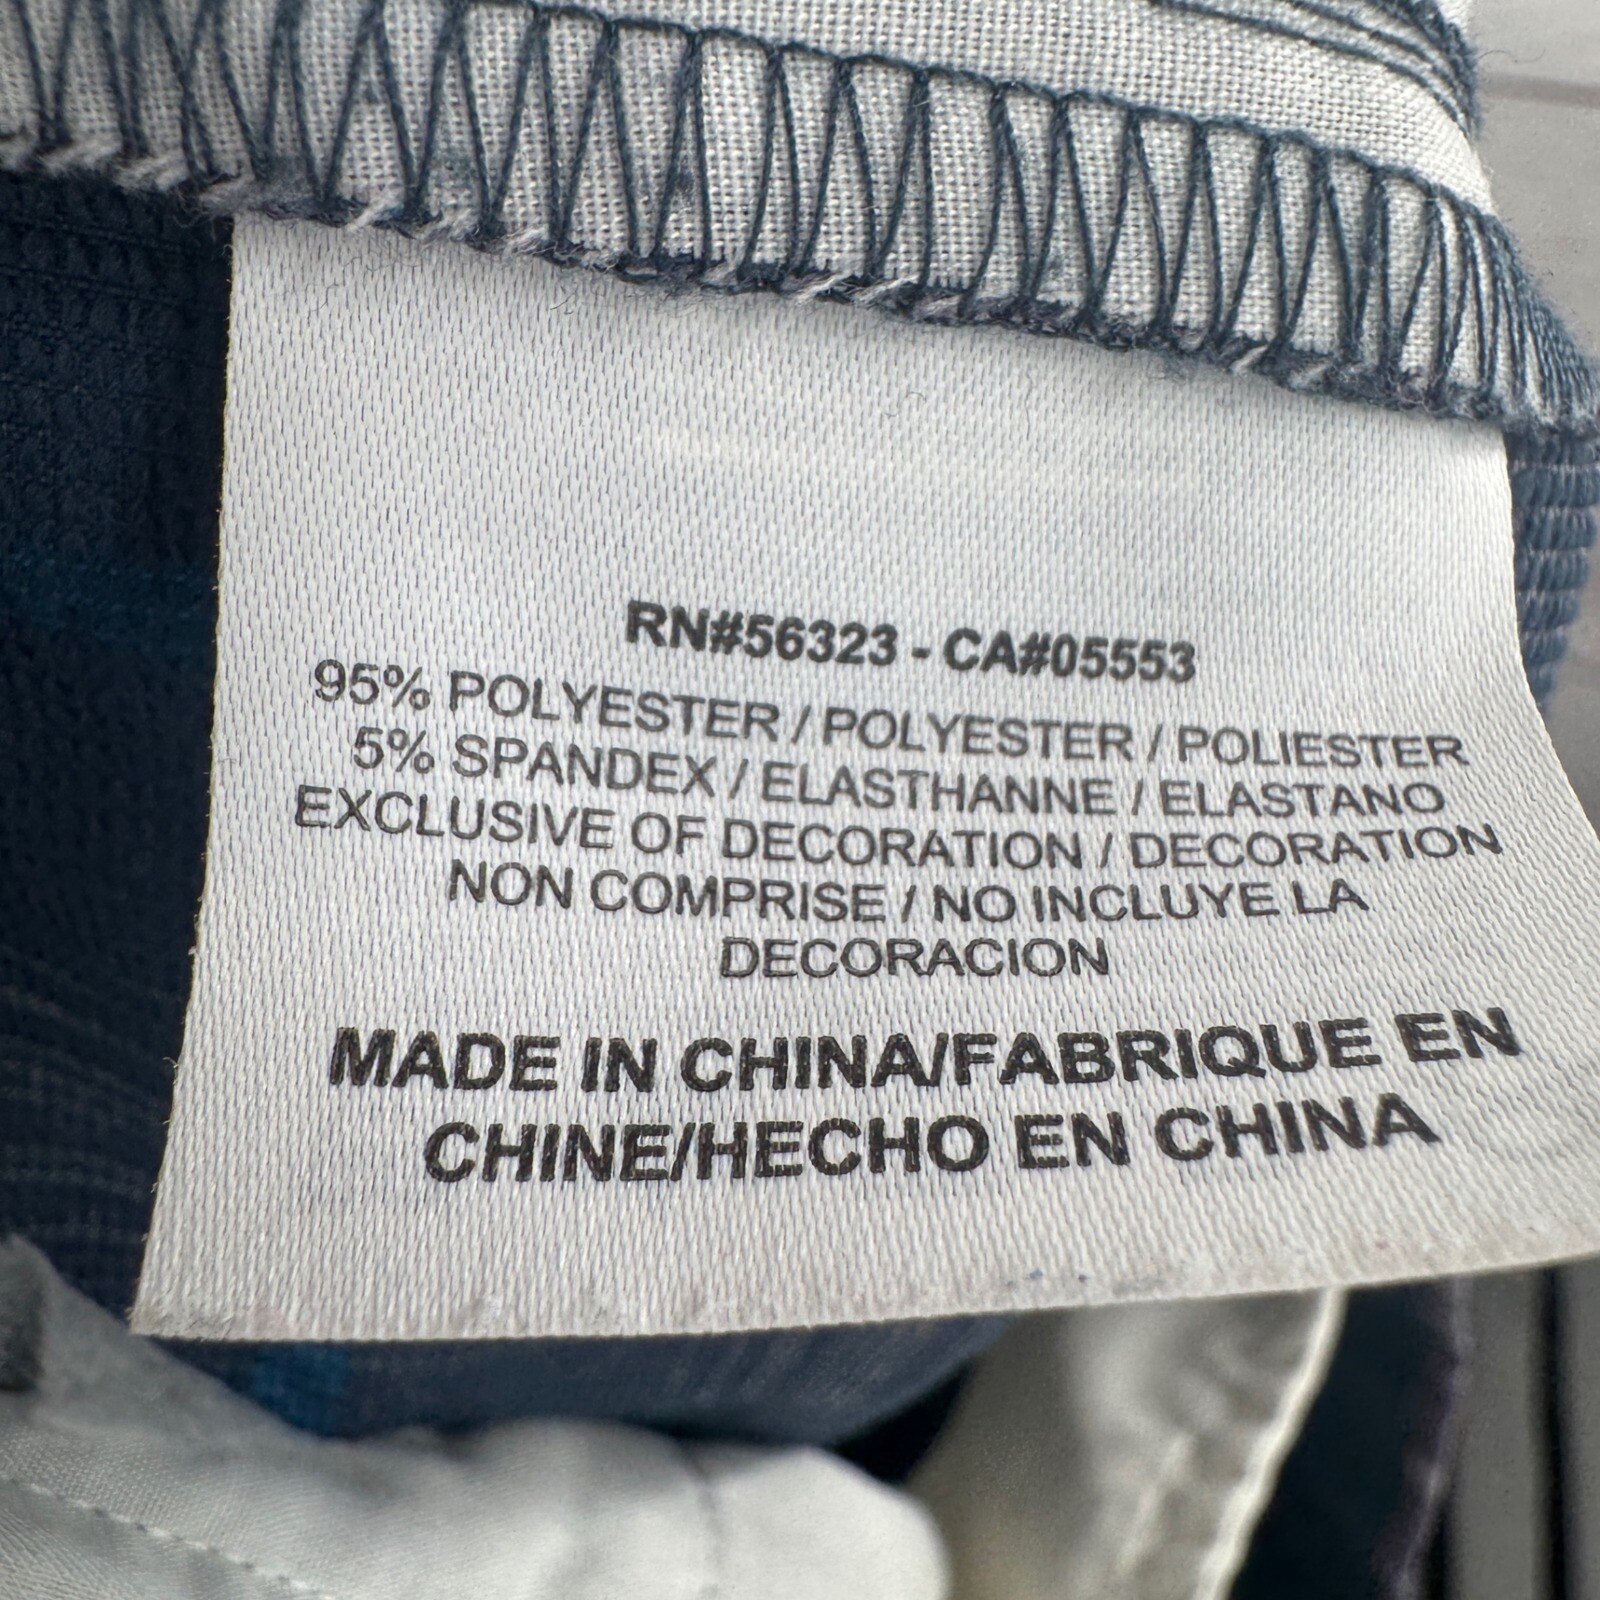 RN#56323 - CA#05553
95% POLYESTER / POLYESTER / POLIESTER
5% SPANDEX / ELASTHANNE / ELASTANO
EXCLUSIVE OF DECORATION / DECORATION
NON COMPRISE / NO INCLUYE LA
DECORACION
MADE IN CHINA/FABRIQUE EN
CHINE/HECHO EN CHINA